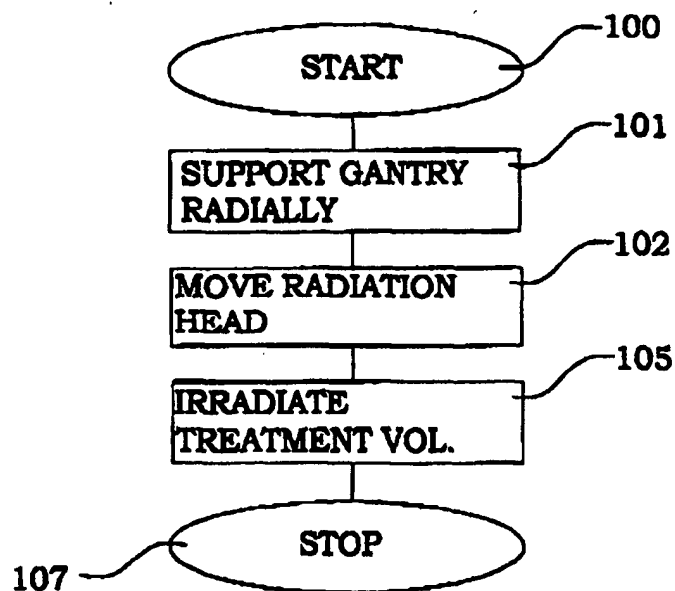 START
100
101
SUPPORT GANTRY
RADIALLY
102
MOVE RADIATION
HEAD
105
IRRADIATE
TREATMENT VOL.
STOP
107